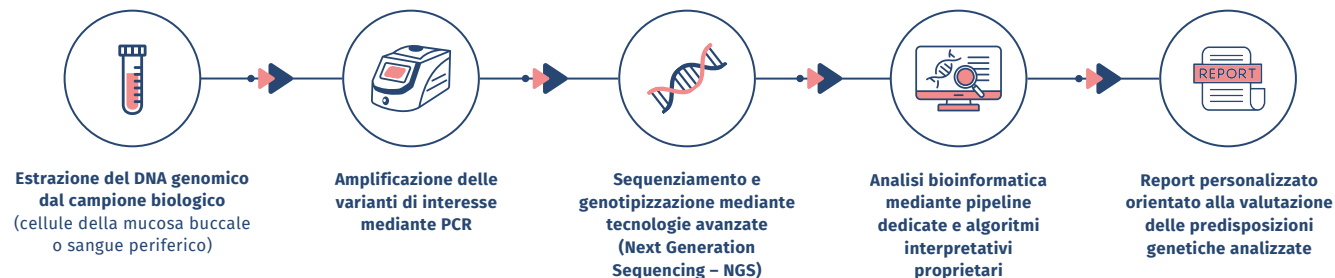 REPORT
Estrazione del DNA genomico
dal campione biologico
(cellule della mucosa buccale
o sangue periferico)
Amplificazione delle
varianti di interesse
mediante PCR
Sequenziamento e
genotipizzazione mediante
tecnologie avanzate
(Next Generation
Sequencing – NGS)
Analisi bioinformatica
mediante pipeline
dedicate e algoritmi
interpretativi
proprietari
Report personalizzato
orientato alla valutazione
delle predisposizioni
genetiche analizzate